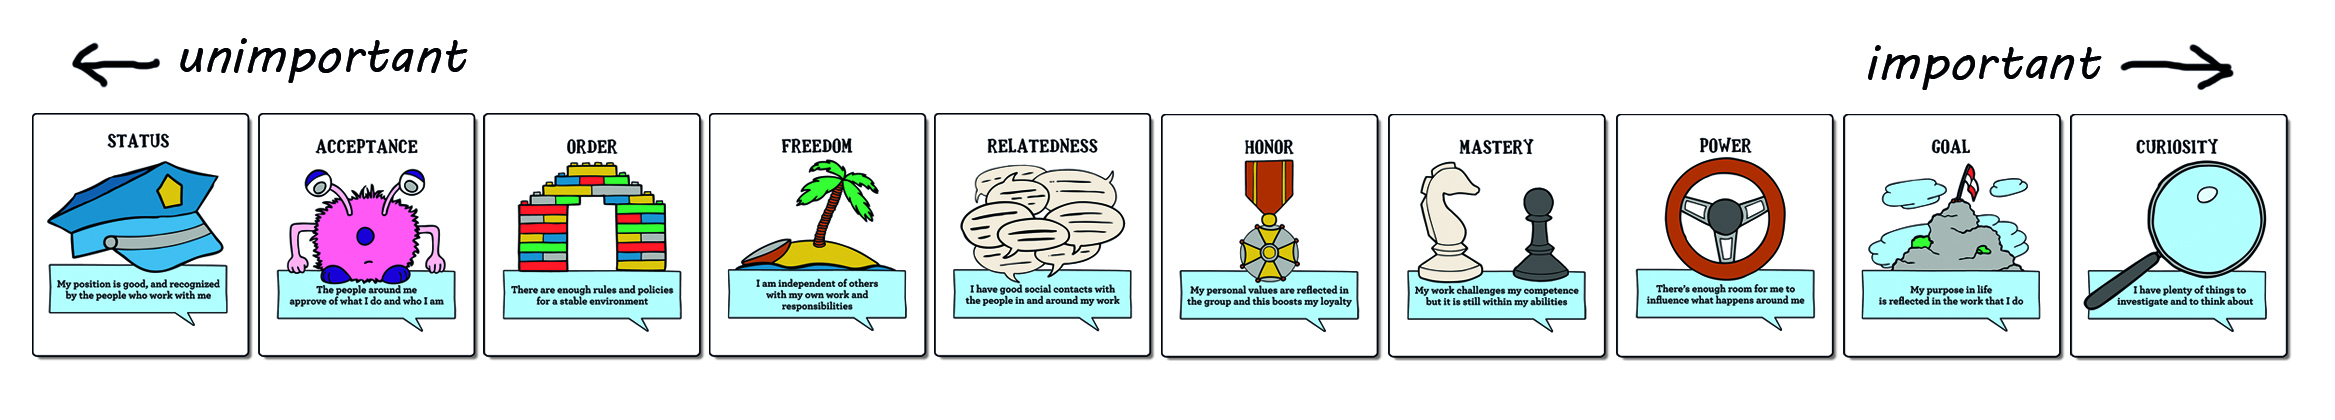 unimportant
important
STATUS
My position is good, and recognized
by the people who work with me
ACCEPTANCE
The people around me
approve of what I do and who I am
ORDER
There are enough rules and policies
for a stable environment
FREEDOM
I am independent of others
with my own work and
responsibilities
RELATEDNESS
I have good social contacts with
the people in and around my work
HONOR
My personal values are reflected in
the group and this boosts my loyalty
MASTERY
My work challenges my competence
but it is still within my abilities
POWER
There's enough room for me to
influence what happens around me
GOAL
My purpose in life
is reflected in the work that I do
CURIOSITY
I have plenty of things to
investigate and to think about